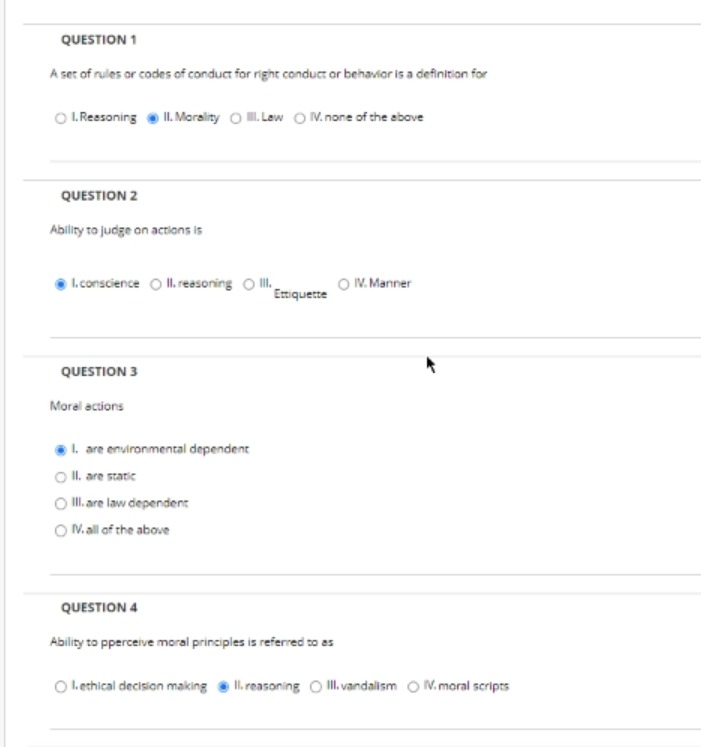 QUESTION 1
A set of rules or codes of conduct for right conduct or behavior is a definition for
I. Reasoning II. Morality III. Law IV. none of the above
QUESTION 2
Ability to judge on actions is
I. conscience II. reasoning III. Ettiquette IV. Manner
QUESTION 3
Moral actions
I. are environmental dependent
II. are static
III. are law dependent
IV. all of the above
QUESTION 4
Ability to pperceive moral principles is referred to as
I. ethical decision making II. reasoning III. vandalism IV. moral scripts